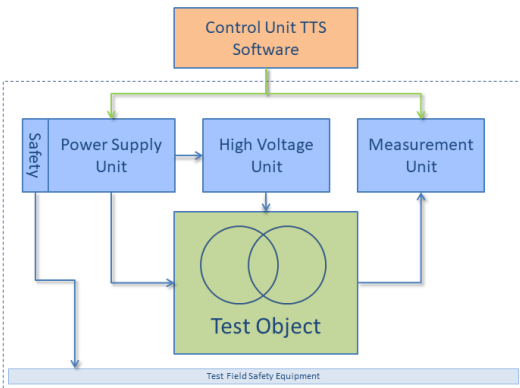 Control Unit TTS
Software
Safety
Power Supply
Unit
High Voltage
Unit
Measurement
Unit
Test Object
Test Field Safety Equipment